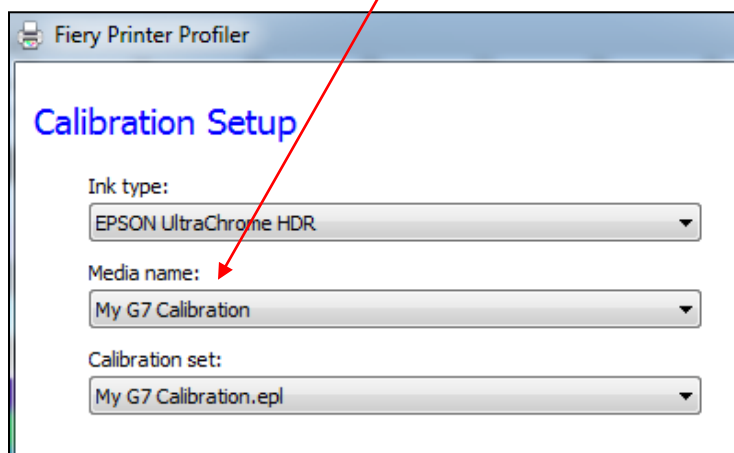 Fiery Printer Profiler
Calibration Setup
Ink type:
EPSON UltraChrome HDR
Media name:
My G7 Calibration
Calibration set:
My G7 Calibration.epl